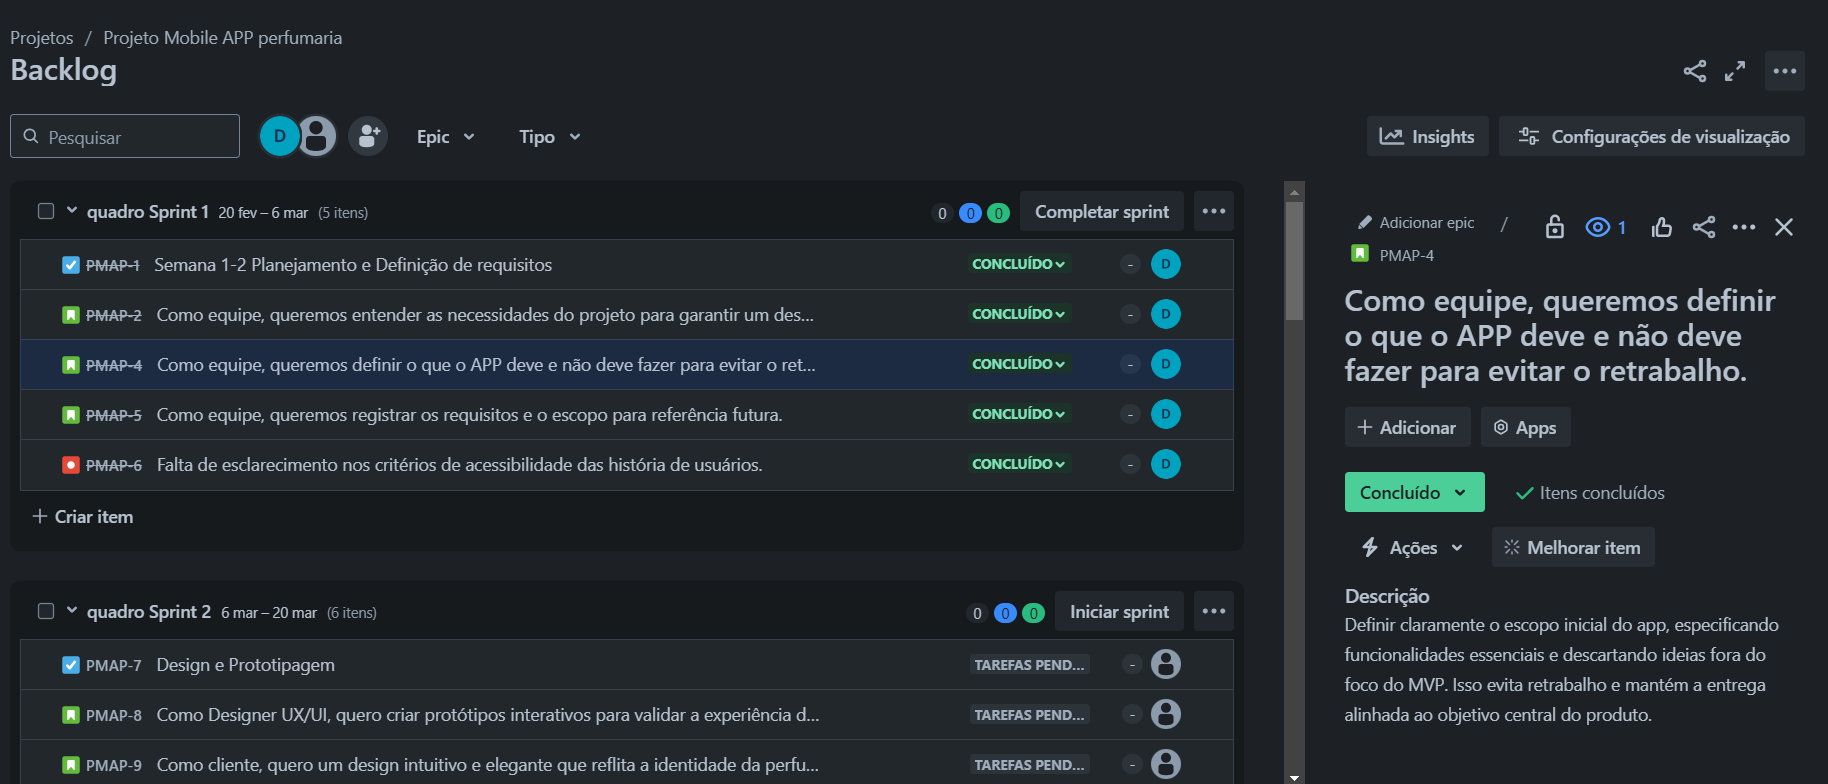 Projetos / Projeto Mobile APP perfumaria
Backlog
Pesquisar
D
Epic
Tipo
Insights
Configurações de visualização
quadro Sprint 1 20 fev – 6 mar (5 itens)
0 0 0
Completar sprint
PMAP-1 Semana 1-2 Planejamento e Definição de requisitos CONCLUÍDO - D
PMAP-2 Como equipe, queremos entender as necessidades do projeto para garantir um des... CONCLUÍDO - D
PMAP-4 Como equipe, queremos definir o que o APP deve e não deve fazer para evitar o ret... CONCLUÍDO - D
PMAP-5 Como equipe, queremos registrar os requisitos e o escopo para referência futura. CONCLUÍDO - D
PMAP-6 Falta de esclarecimento nos critérios de acessibilidade das história de usuários. CONCLUÍDO - D
+ Criar item
quadro Sprint 2 6 mar – 20 mar (6 itens)
0 0 0
Iniciar sprint
PMAP-7 Design e Prototipagem TAREFAS PEND... -
PMAP-8 Como Designer UX/UI, quero criar protótipos interativos para validar a experiência d... TAREFAS PEND... -
PMAP-9 Como cliente, quero um design intuitivo e elegante que reflita a identidade da perfu... TAREFAS PEND... -
Adicionar epic /
1
PMAP-4
Como equipe, queremos definir
o que o APP deve e não deve
fazer para evitar o retrabalho.
+ Adicionar
Apps
Concluído
Itens concluídos
Ações
Melhorar item
Descrição
Definir claramente o escopo inicial do app, especificando
funcionalidades essenciais e descartando ideias fora do
foco do MVP. Isso evita retrabalho e mantém a entrega
alinhada ao objetivo central do produto.